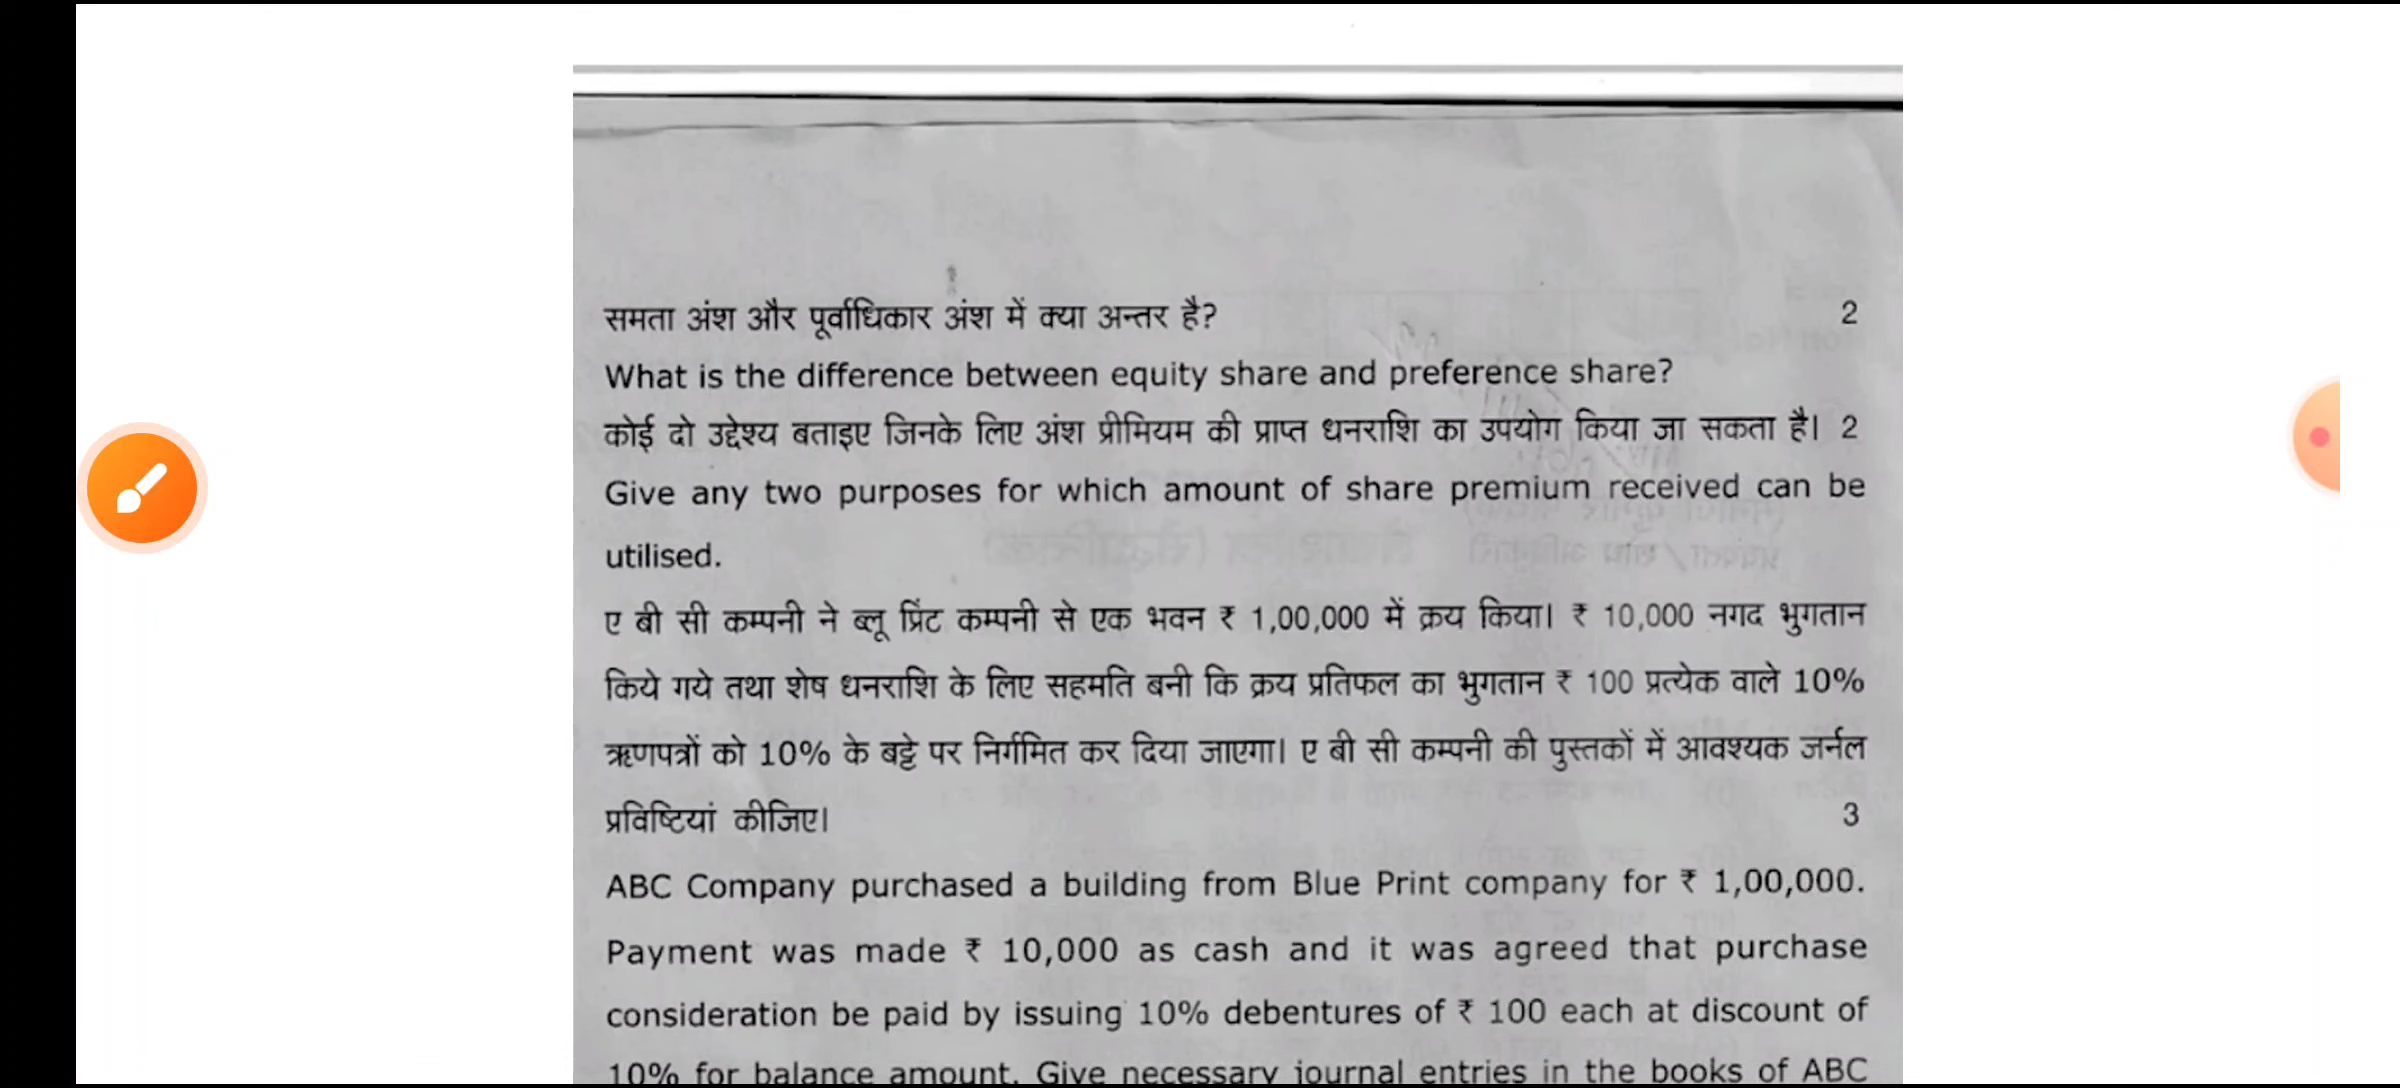 समता अंश और पूर्वाधिकार अंश में क्या अन्तर है? 2
What is the difference between equity share and preference share?
कोई दो उद्देश्य बताइए जिनके लिए अंश प्रीमियम की प्राप्त धनराशि का उपयोग किया जा सकता है। 2
Give any two purposes for which amount of share premium received can be
utilised.
ए बी सी कम्पनी ने ब्लू प्रिंट कम्पनी से एक भवन ₹ 1,00,000 में क्रय किया। ₹ 10,000 नगद भुगतान
किये गये तथा शेष धनराशि के लिए सहमति बनी कि क्रय प्रतिफल का भुगतान ₹ 100 प्रत्येक वाले 10%
ऋणपत्रों को 10% के बट्टे पर निर्गमित कर दिया जाएगा। ए बी सी कम्पनी की पुस्तकों में आवश्यक जर्नल
प्रविष्टियां कीजिए। 3
ABC Company purchased a building from Blue Print company for ₹ 1,00,000.
Payment was made ₹ 10,000 as cash and it was agreed that purchase
consideration be paid by issuing 10% debentures of ₹ 100 each at discount of
10% for balance amount. Give necessary journal entries in the books of ABC